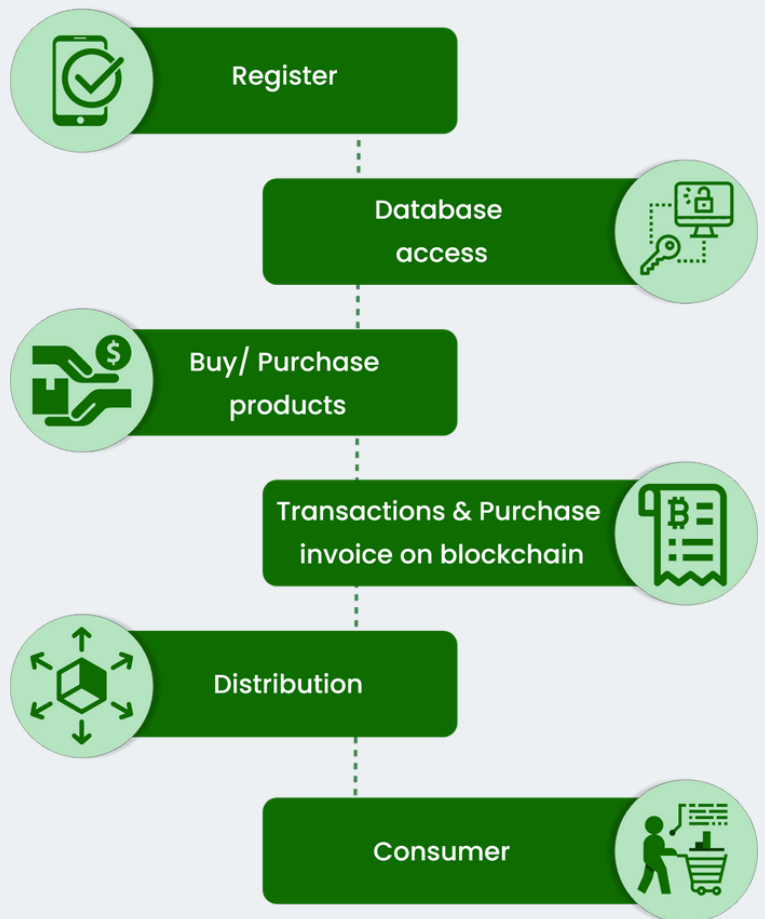 Register
Database
access
Buy/ Purchase
products
Transactions & Purchase
invoice on blockchain
Distribution
Consumer